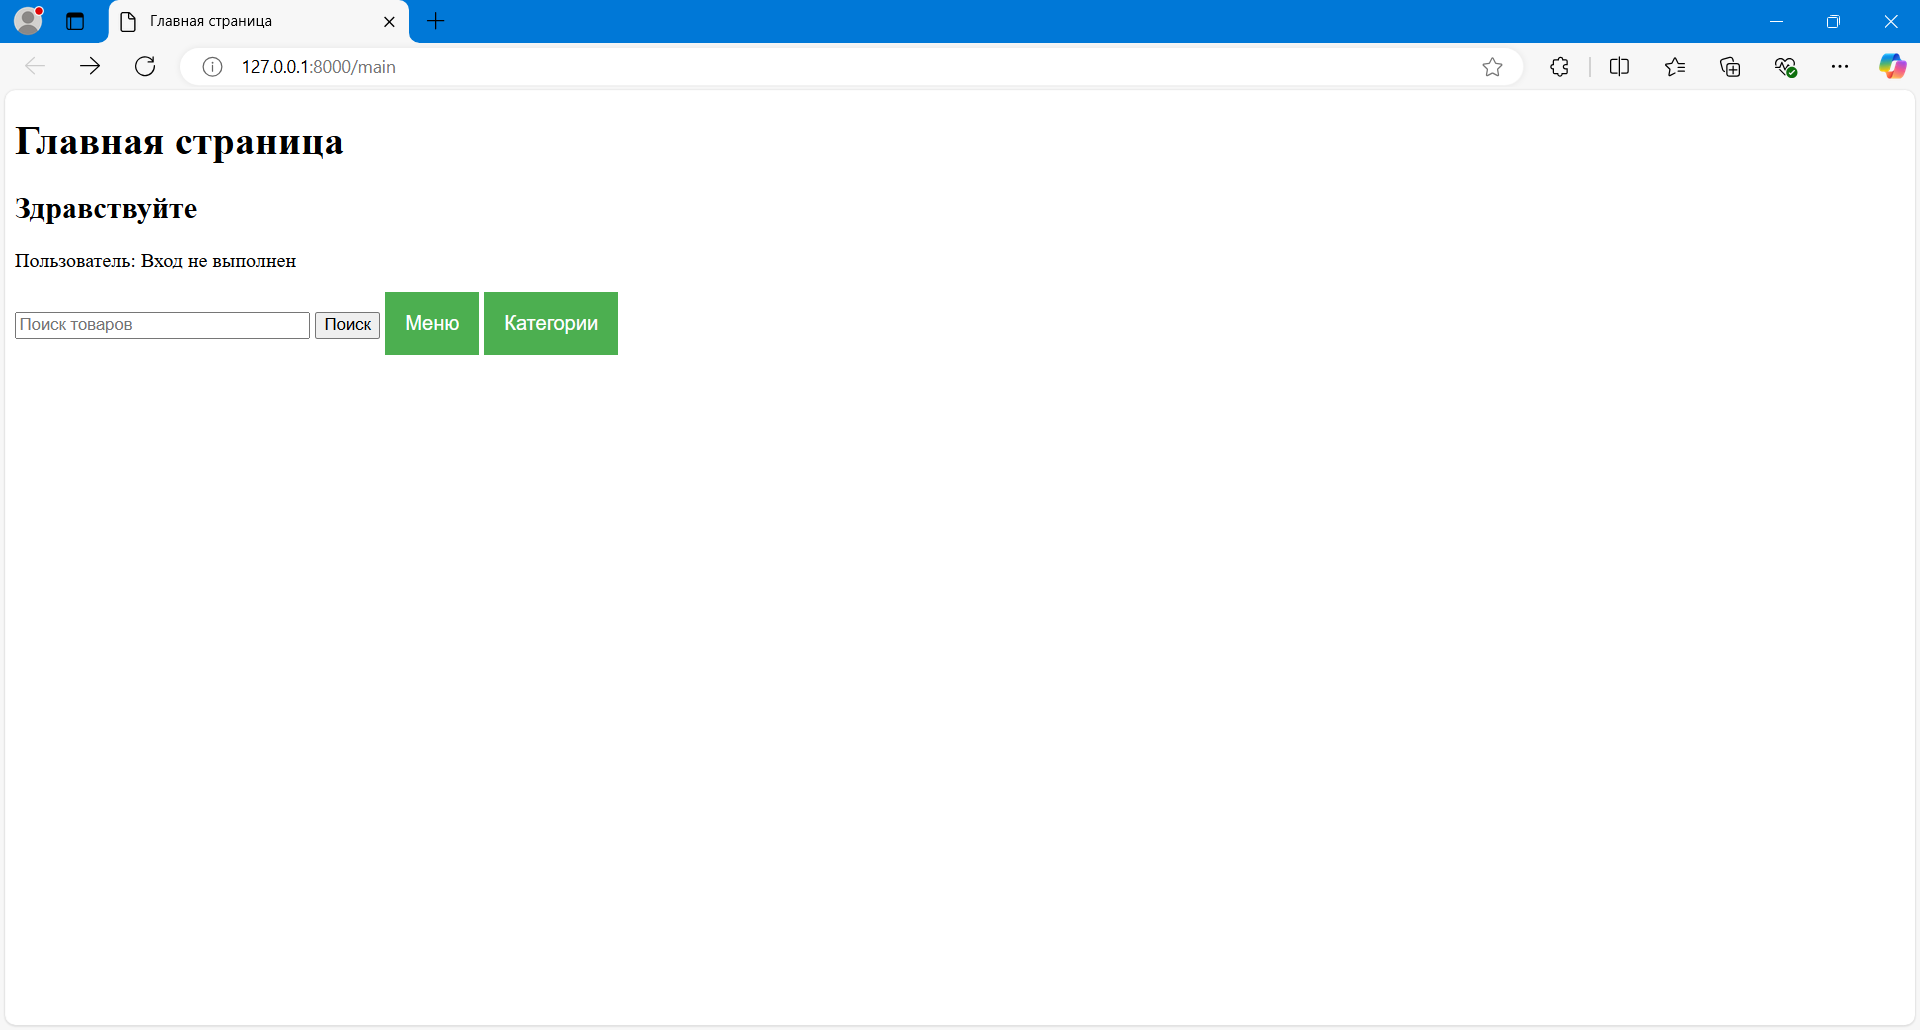 Главная страница
127.0.0.1:8000/main
Главная страница
Здравствуйте
Пользователь: Вход не выполнен
Поиск товаров Поиск Меню Категории